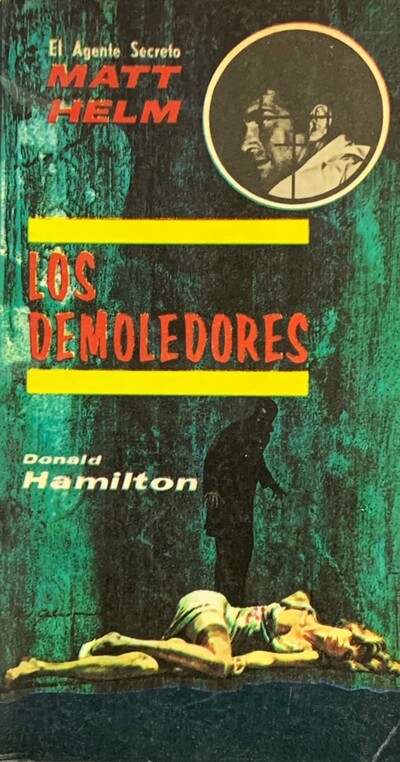 El Agente Secreto
MATT
HELM
LOS
DEMOLEDORES
Donald
Hamilton